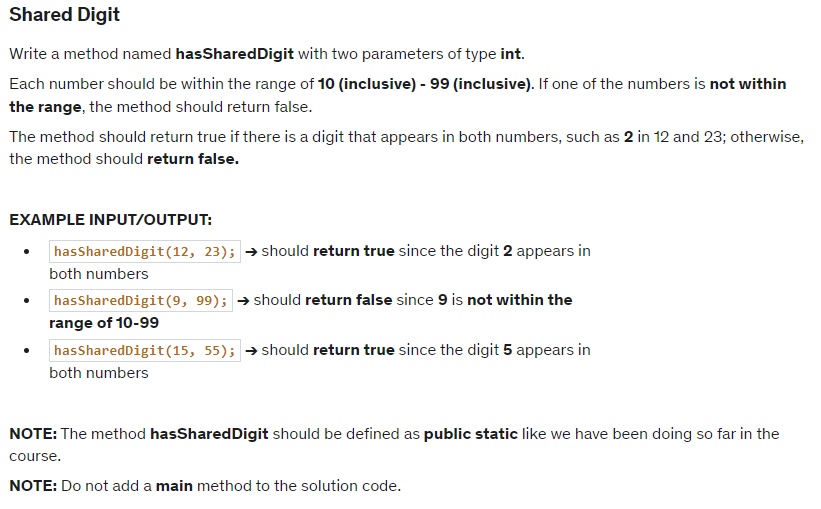 Shared Digit
Write a method named hasSharedDigit with two parameters of type int.
Each number should be within the range of 10 (inclusive) - 99 (inclusive). If one of the numbers is not within
the range, the method should return false.
The method should return true if there is a digit that appears in both numbers, such as 2 in 12 and 23; otherwise,
the method should return false.
EXAMPLE INPUT/OUTPUT:
• hasSharedDigit(12, 23); → should return true since the digit 2 appears in
both numbers
• hasSharedDigit(9, 99); → should return false since 9 is not within the
range of 10-99
• hasSharedDigit(15, 55); → should return true since the digit 5 appears in
both numbers
NOTE: The method hasSharedDigit should be defined as public static like we have been doing so far in the
course.
NOTE: Do not add a main method to the solution code.